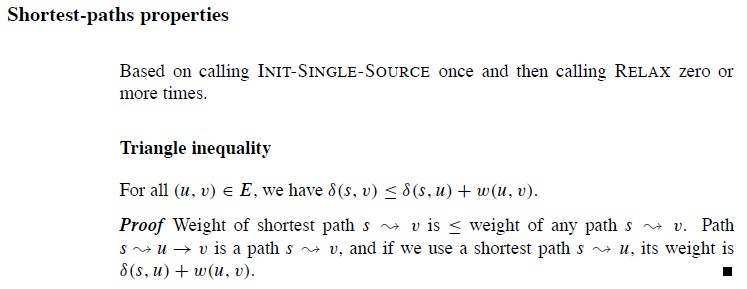 Shortest-paths properties
Based on calling INIT-SINGLE-SOURCE once and then calling RELAX zero or
more times.
Triangle inequality
For all (u, v) ∈ E, we have δ(s, v) ≤ δ(s, u) + w(u, v).
Proof Weight of shortest path s ⇝ v is ≤ weight of any path s ⇝ v. Path
s ⇝ u → v is a path s ⇝ v, and if we use a shortest path s ⇝ u, its weight is
δ(s, u) + w(u, v). ■